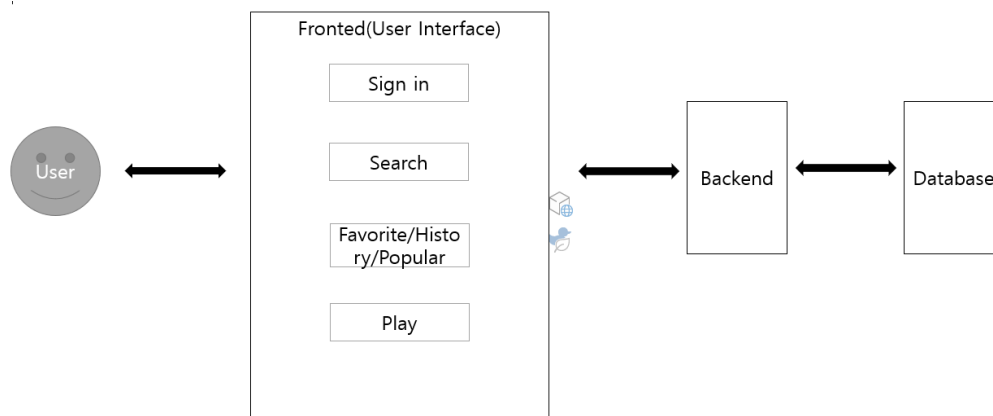 Fronted(User Interface)
Sign in
Search
Favorite/Histo
ry/Popular
Play
User
Backend
Database